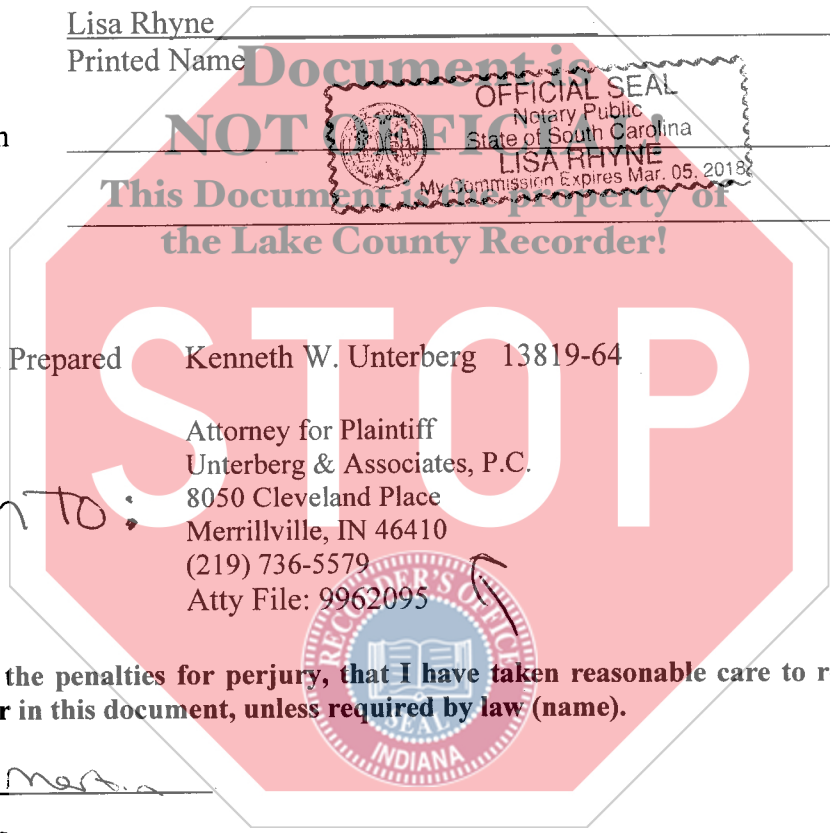 Lisa Rhyne
Printed Name
Document is
NOT OFFICIAL!
This Document is the property of
the Lake County Recorder!
OFFICIAL SEAL
Notary Public
State of South Carolina
LISA RHYNE
My Commission Expires Mar. 05, 2018
n
STOP
Prepared Kenneth W. Unterberg 13819-64
Attorney for Plaintiff
Unterberg & Associates, P.C.
8050 Cleveland Place
n TO:
Merrillville, IN 46410
(219) 736-5579
Atty File: 9962095
RECORDER'S OFFICE
SEAL
INDIANA
the penalties for perjury, that I have taken reasonable care to r
r in this document, unless required by law (name).